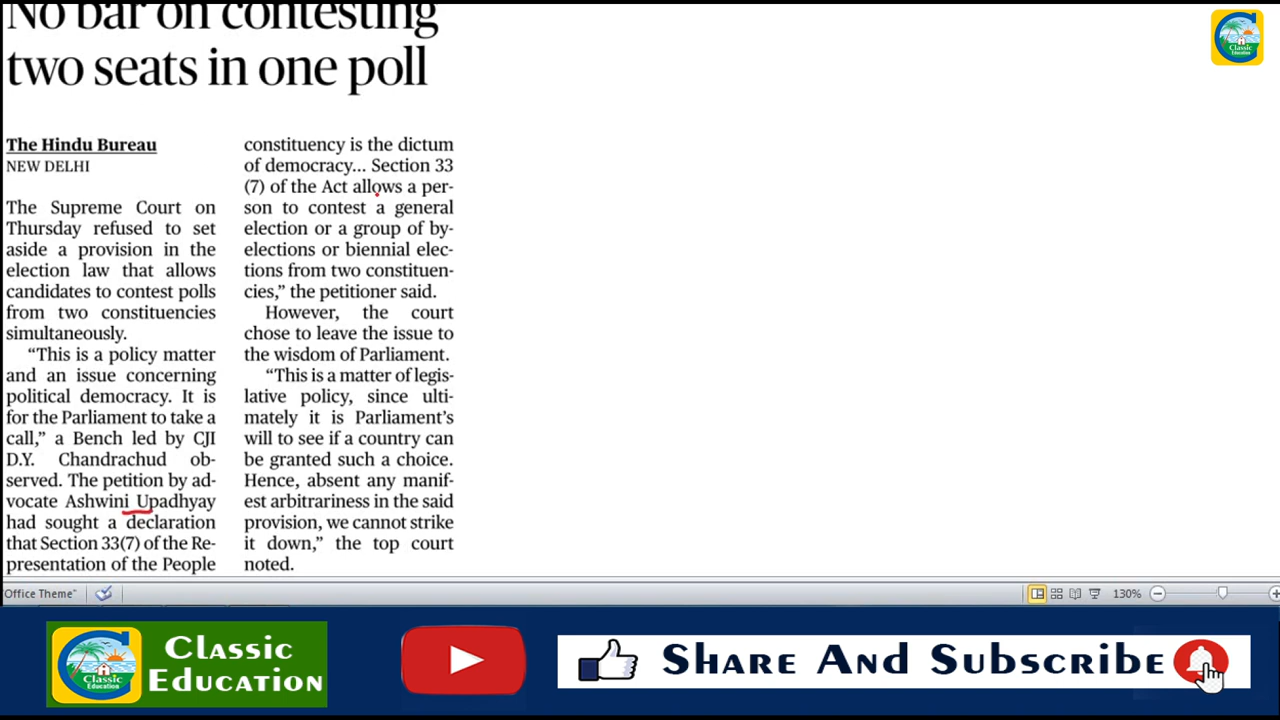 No bar on contesting
two seats in one poll
The Hindu Bureau
NEW DELHI
The Supreme Court on
Thursday refused to set
aside a provision in the
election law that allows
candidates to contest polls
from two constituencies
simultaneously.
“This is a policy matter
and an issue concerning
political democracy. It is
for the Parliament to take a
call,” a Bench led by CJI
D.Y. Chandrachud ob-
served. The petition by ad-
vocate Ashwini Upadhyay
had sought a declaration
that Section 33(7) of the Re-
presentation of the People
constituency is the dictum
of democracy... Section 33
(7) of the Act allows a per-
son to contest a general
election or a group of by-
elections or biennial elec-
tions from two constituen-
cies,” the petitioner said.
However, the court
chose to leave the issue to
the wisdom of Parliament.
“This is a matter of legis-
lative policy, since ulti-
mately it is Parliament’s
will to see if a country can
be granted such a choice.
Hence, absent any manif-
est arbitrariness in the said
provision, we cannot strike
it down,” the top court
noted.
Classic
Education
Office Theme"
130%
Classic
Education
Classic
Education
Share And Subscribe